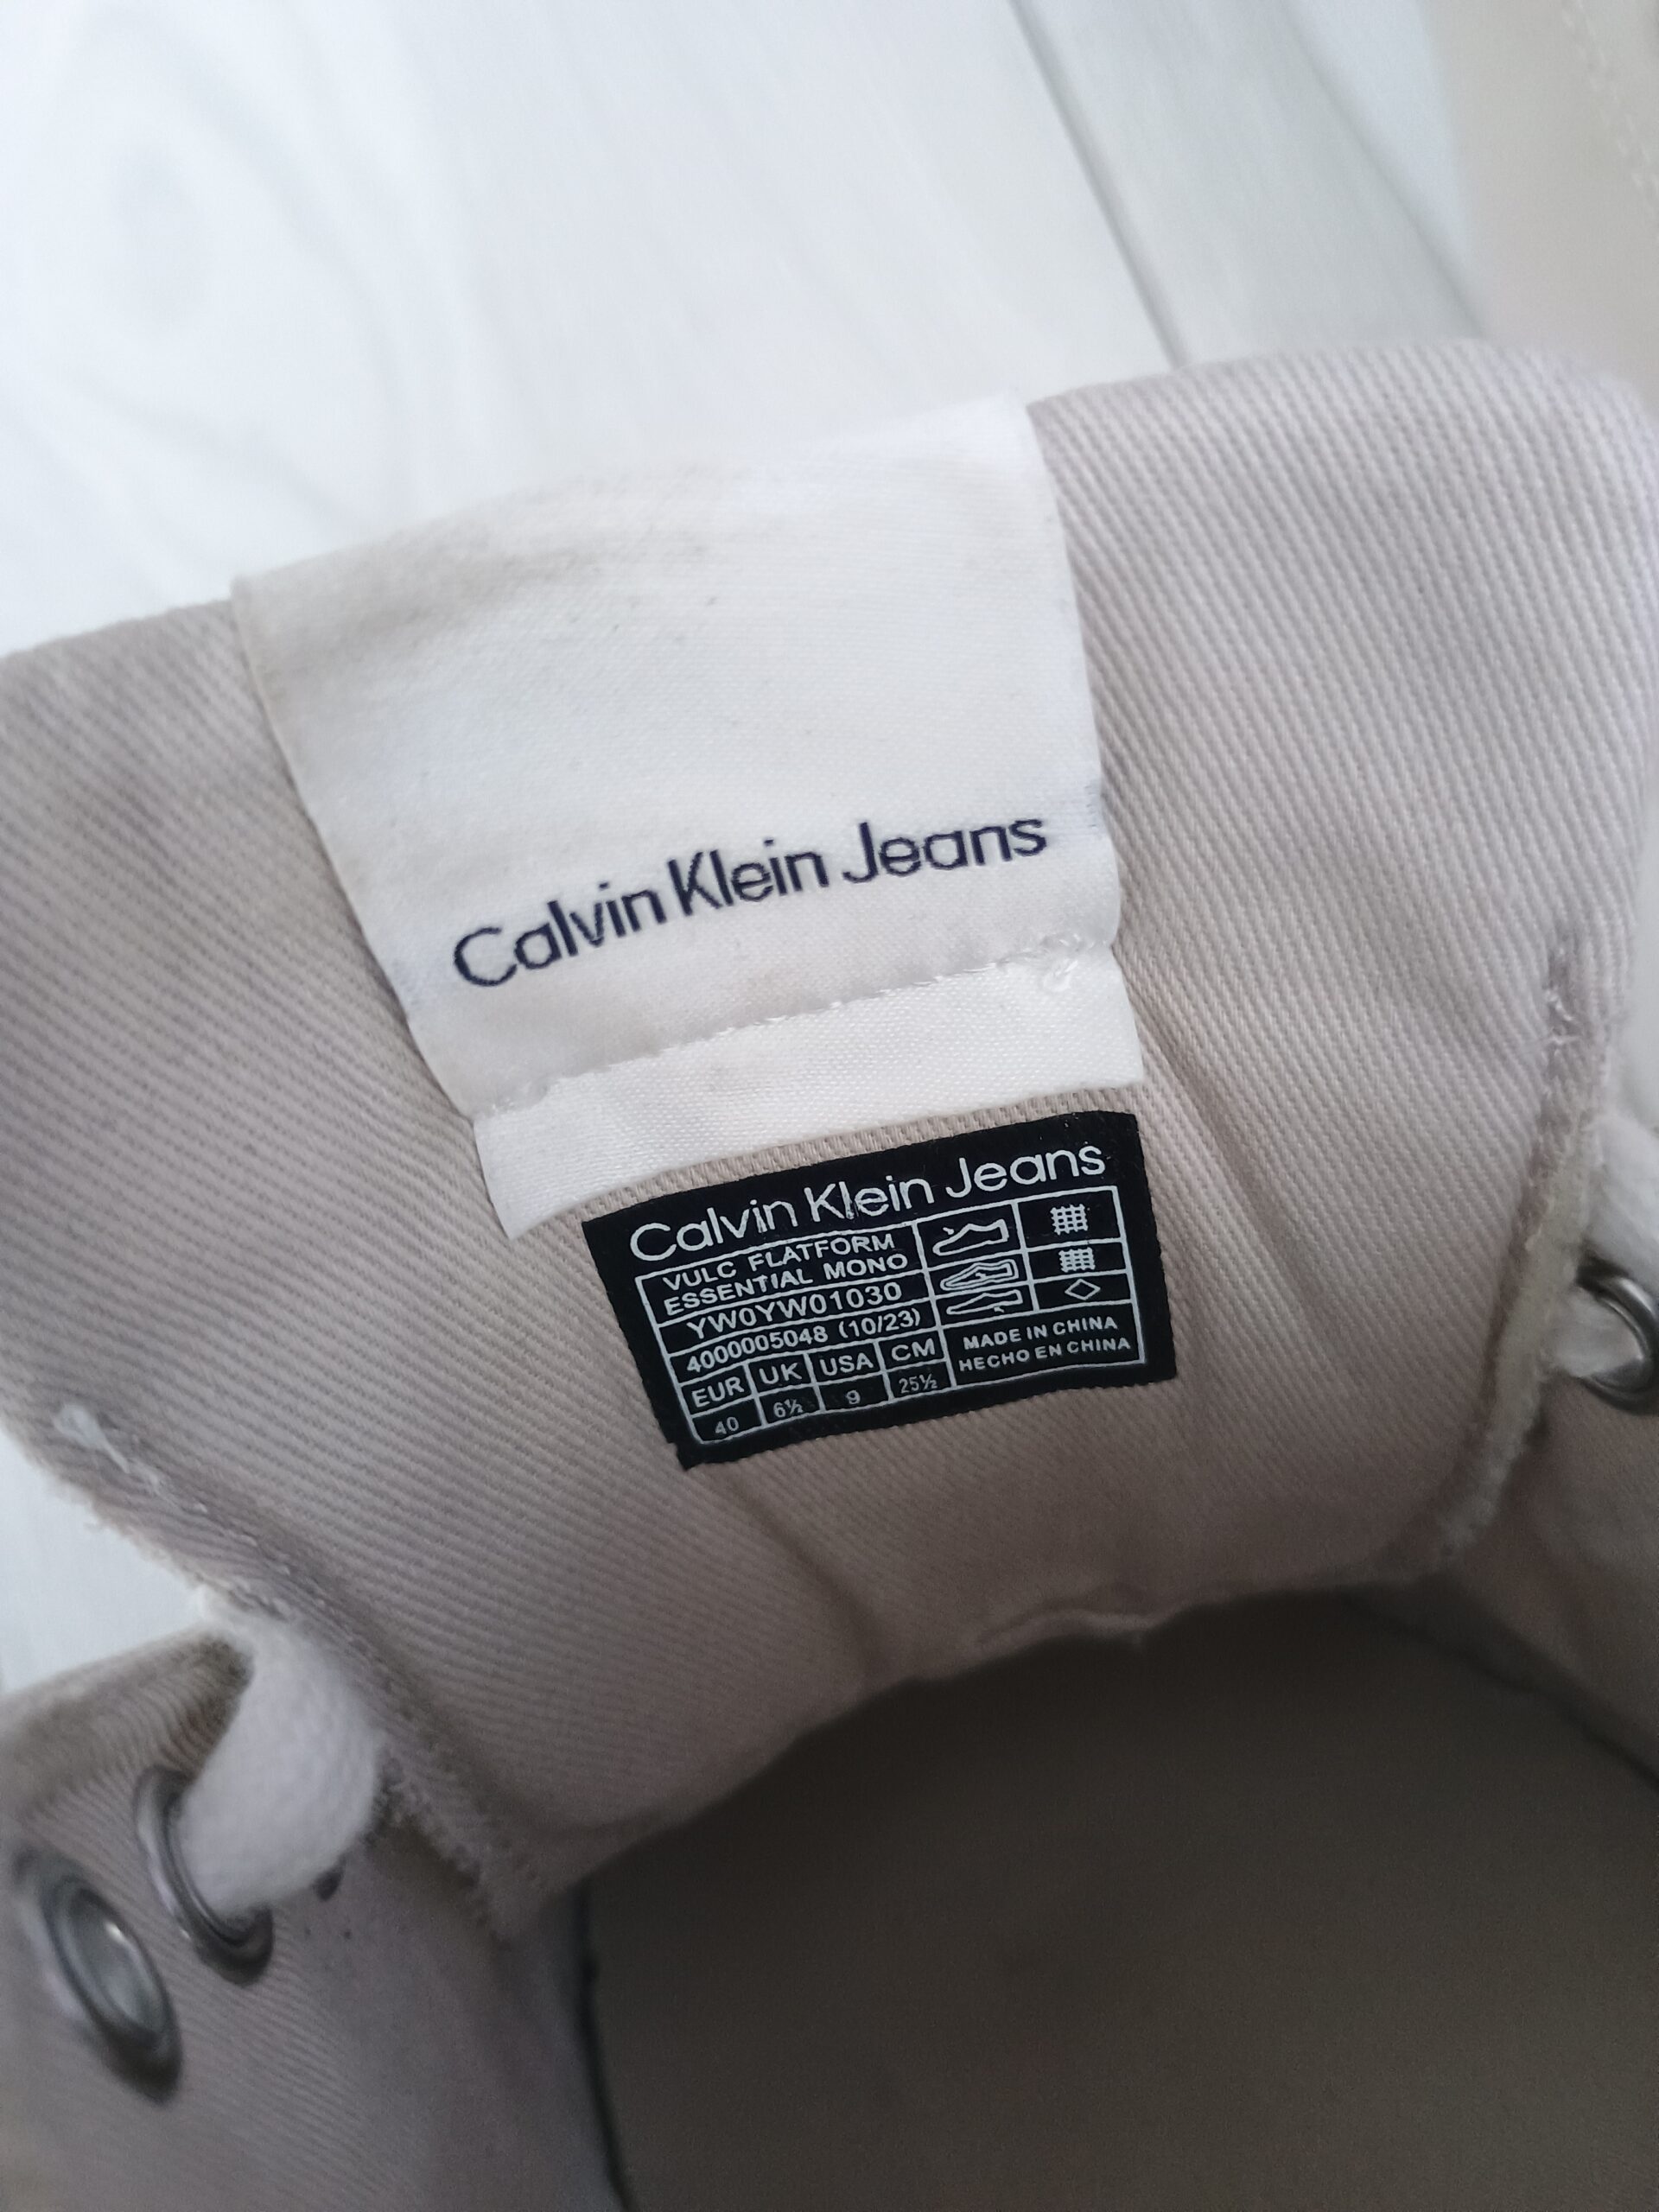 Calvin Klein Jeans
Calvin Klein Jeans
VULC FLATFORM
ESSENTIAL MONO
YW0YW01030
4000005048 (10/23)
EUR UK USA CM
40 6½ 9 25½
MADE IN CHINA
HECHO EN CHINA